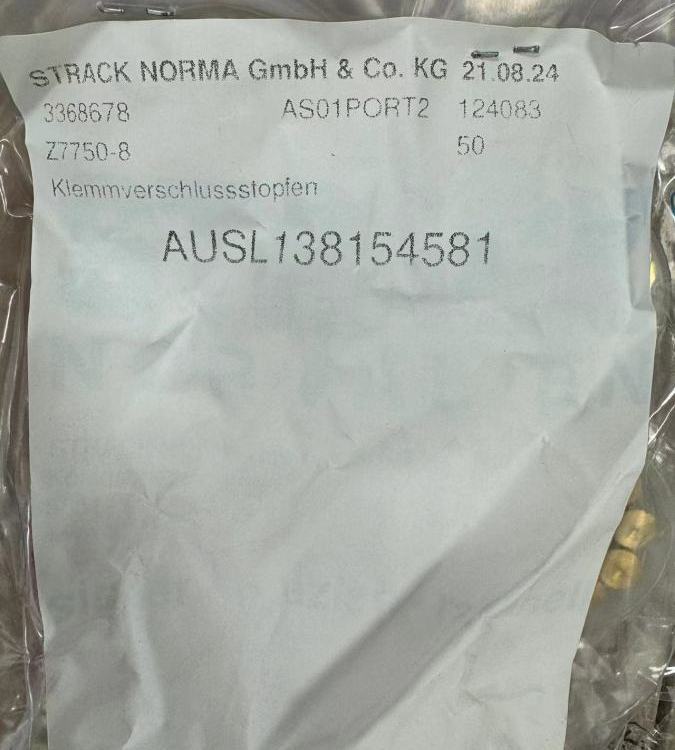 STRACK NORMA GmbH & Co. KG 21.08.24
3368678 AS01PORT2 124083
Z7750-8 50
Klemmverschlussstopfen
AUSL138154581